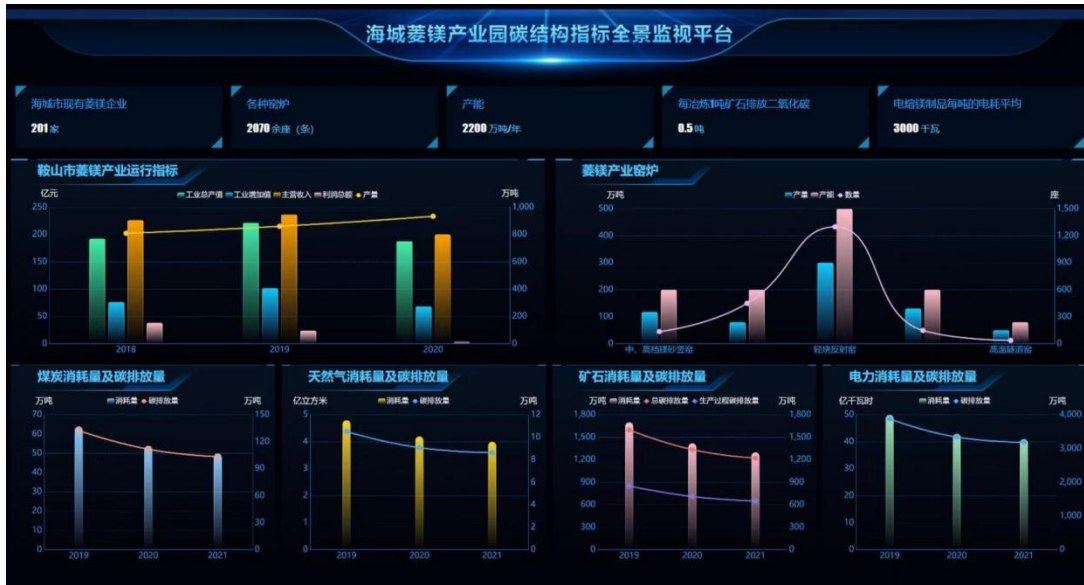 海城菱镁产业园碳结构指标全景监视平台
海城市现有菱镁企业
201 家
各种窑炉
2070 余座（条）
产能
2200 万吨/年
每冶炼1吨矿石排放二氧化碳
0.5 吨
电熔镁制品每吨的电耗平均
3000 千瓦
鞍山市菱镁产业运行指标
亿元
工业总产值 工业增加值 主营收入 利润总额 产量
万吨
250
200
150
100
50
0
1,000
800
600
400
200
0
2018 2019 2020
菱镁产业窑炉
万吨
产量 产能 数量
座
500
400
300
200
100
0
1,500
1,200
900
600
300
0
中、高档镁砂竖窑 轻烧反射窑 高温隧道窑
煤炭消耗量及碳排放量
万吨
消耗量 碳排放量
万吨
70
60
50
40
30
20
10
0
150
120
90
60
30
0
2019 2020 2021
天然气消耗量及碳排放量
亿立方米
消耗量 碳排放量
万吨
5
4
3
2
1
0
12
10
8
6
4
2
0
2019 2020 2021
矿石消耗量及碳排放量
万吨
消耗量 总碳排放量 生产过程碳排放量
万吨
1,800
1,500
1,200
900
600
300
0
1,800
1,500
1,200
900
600
300
0
2019 2020 2021
电力消耗量及碳排放量
亿千瓦时
消耗量 碳排放量
万吨
50
40
30
20
10
0
4,000
3,000
2,000
1,000
0
2019 2020 2021